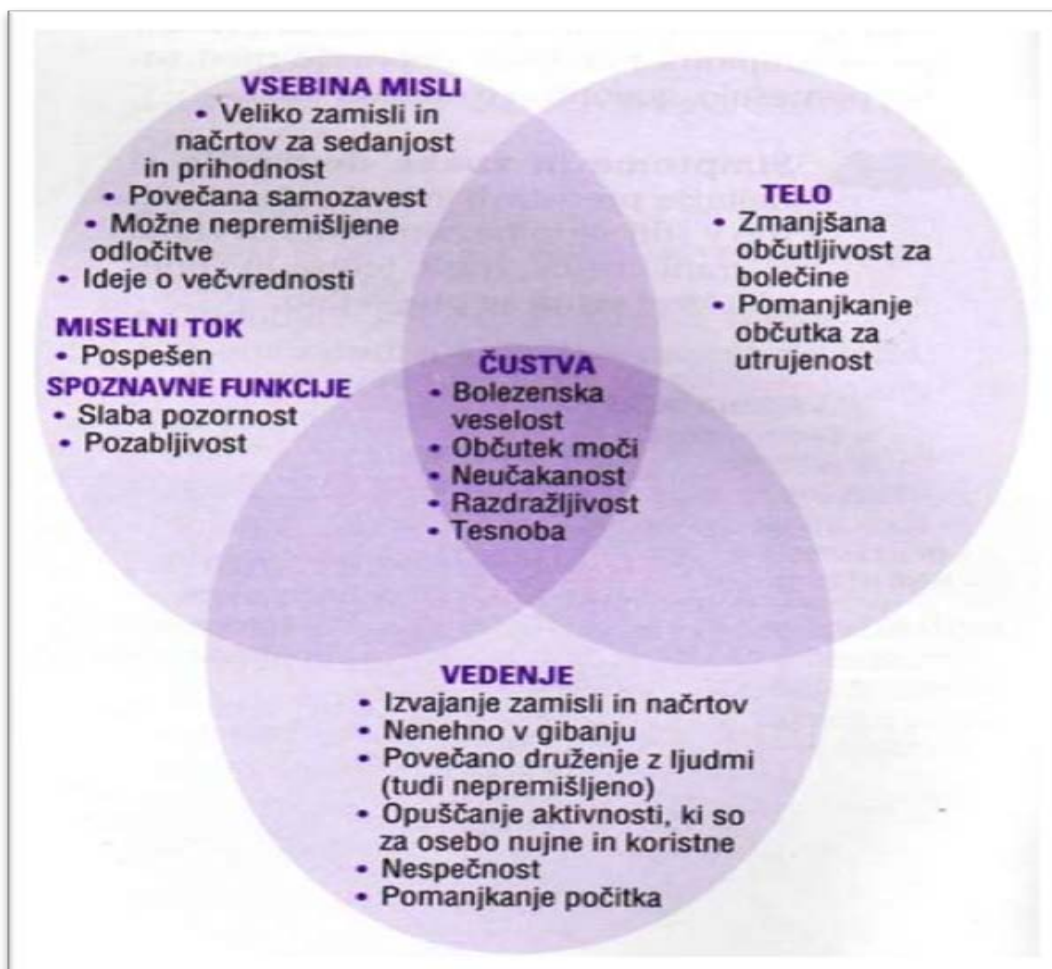 VSEBINA MISLI
• Veliko zamisli in
načrtov za sedanjost
in prihodnost
• Povečana samozavest
• Možne nepremišljene
odločitve
• Ideje o večvrednosti
MISELNI TOK
• Pospešen
SPOZNAVNE FUNKCIJE
• Slaba pozornost
• Pozabljivost
TELO
• Zmanjšana
občutljivost za
bolečine
• Pomanjkanje
občutka za
utrujenost
ČUSTVA
• Bolezenska
veselost
• Občutek moči
• Neučakanost
• Razdražljivost
• Tesnoba
VEDENJE
• Izvajanje zamisli in načrtov
• Nenehno v gibanju
• Povečano druženje z ljudmi
(tudi nepremišljeno)
• Opuščanje aktivnosti, ki so
za osebo nujne in koristne
• Nespečnost
• Pomanjkanje počitka